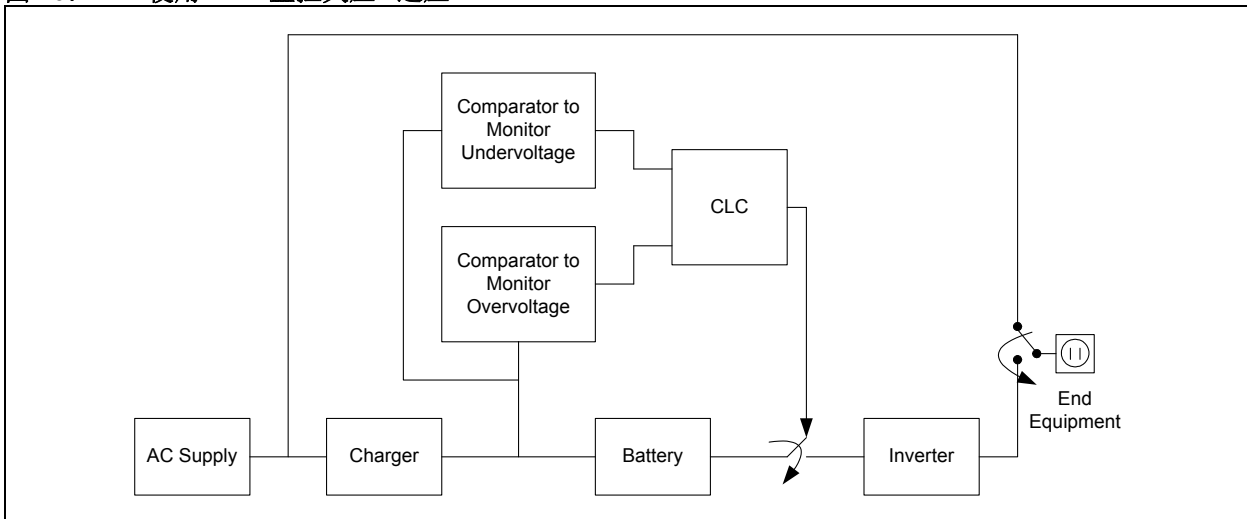 Comparator to
Monitor
Undervoltage
CLC
Comparator to
Monitor
Overvoltage
End
Equipment
AC Supply
Charger
Battery
Inverter